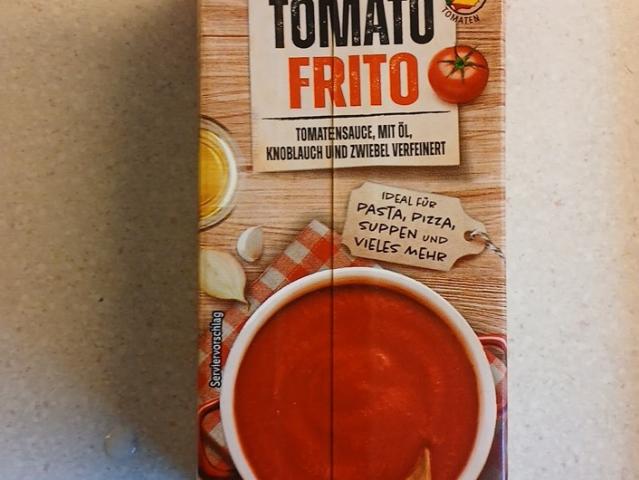 TOMATO
FRITO
TOMATEN
TOMATENSAUCE, MIT ÖL,
KNOBLAUCH UND ZWIEBEL VERFEINERT
IDEAL FÜR
PASTA, PIZZA,
SUPPEN UND
VIELES MEHR
Serviervorschlag